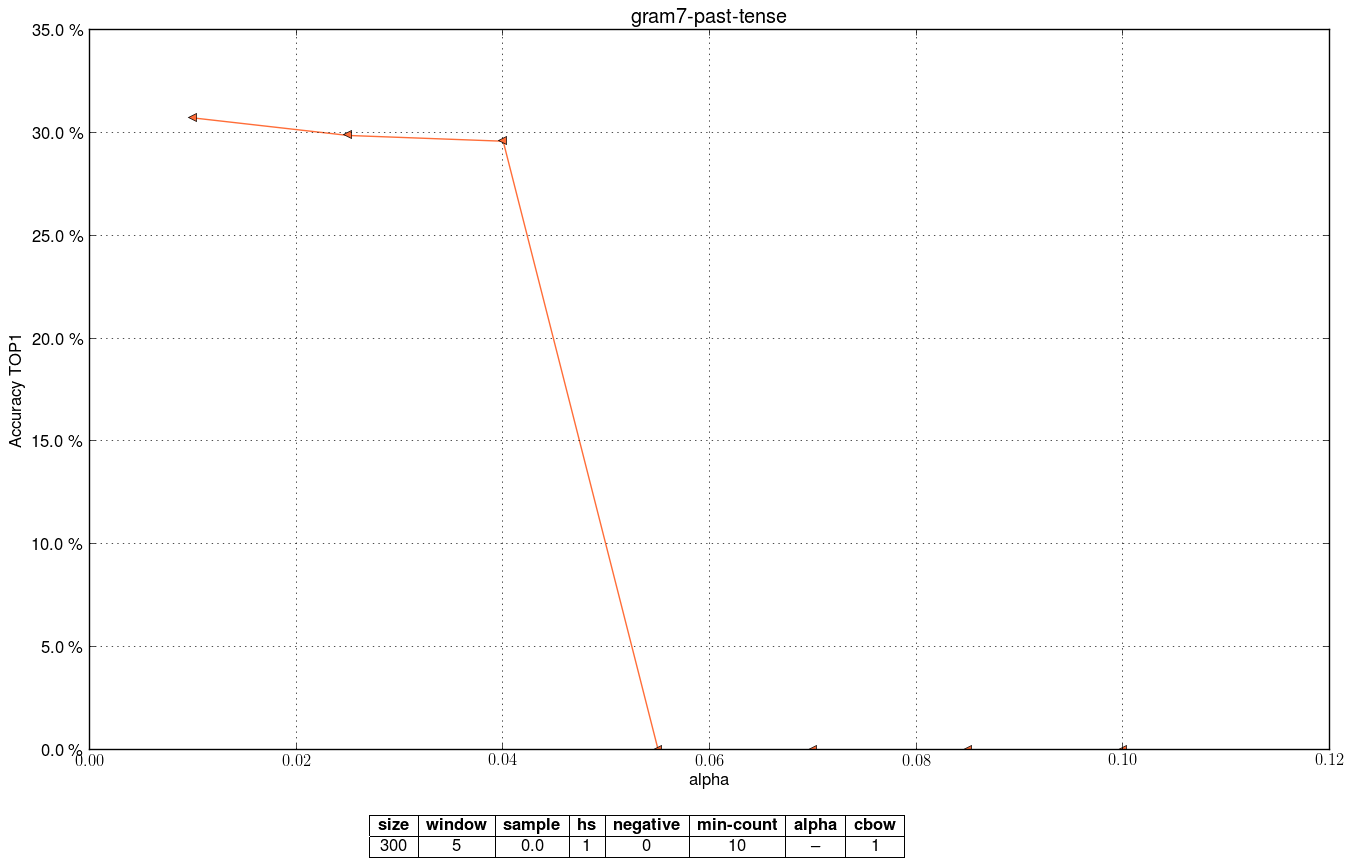 gram7-past-tense
35.0 %
30.0 %
25.0 %
20.0 %
15.0 %
10.0 %
5.0 %
0.0 %
Accuracy TOP1
0.00 0.02 0.04 0.06 0.08 0.10 0.12
alpha
size window sample hs negative min-count alpha cbow
300 5 0.0 1 0 10 – 1